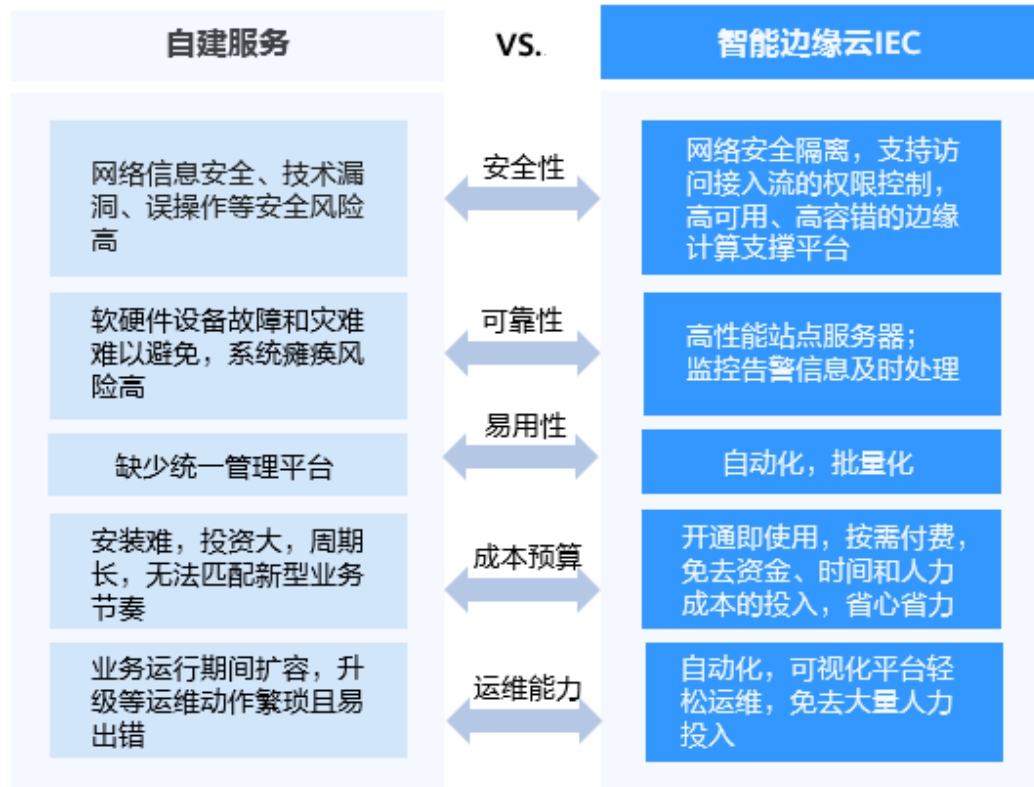 自建服务
VS.
智能边缘云IEC
网络信息安全、技术漏
洞、误操作等安全风险
高
安全性
网络安全隔离，支持访
问接入流的权限控制，
高可用、高容错的边缘
计算支撑平台
软硬件设备故障和灾难
难以避免，系统瘫痪风
险高
可靠性
高性能站点服务器；
监控告警信息及时处理
缺少统一管理平台
易用性
自动化，批量化
安装难，投资大，周期
长，无法匹配新型业务
节奏
成本预算
开通即使用，按需付费，
免去资金、时间和人力
成本的投入，省心省力
业务运行期间扩容，升
级等运维动作繁琐且易
出错
运维能力
自动化，可视化平台轻
松运维，免去大量人力
投入